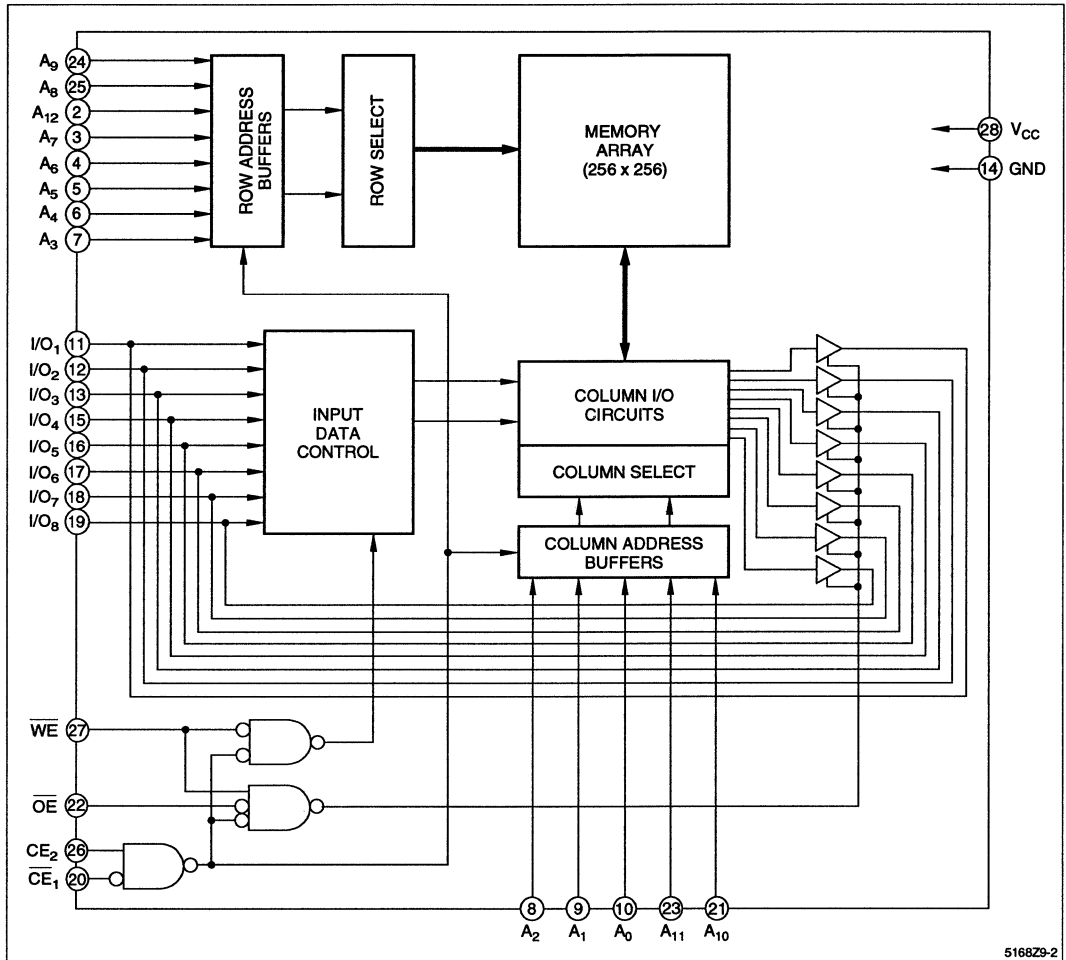 A9 24
A8 25
A12 2
A7 3
A6 4
A5 5
A4 6
A3 7
ROW ADDRESS
BUFFERS
ROW SELECT
MEMORY
ARRAY
(256 x 256)
28 VCC
14 GND
I/O1 11
I/O2 12
I/O3 13
I/O4 15
I/O5 16
I/O6 17
I/O7 18
I/O8 19
INPUT
DATA
CONTROL
COLUMN I/O
CIRCUITS
COLUMN SELECT
COLUMN ADDRESS
BUFFERS
WE 27
OE 22
CE2 26
CE1 20
8 9 10 23 21
A2 A1 A0 A11 A10
5168Z9-2